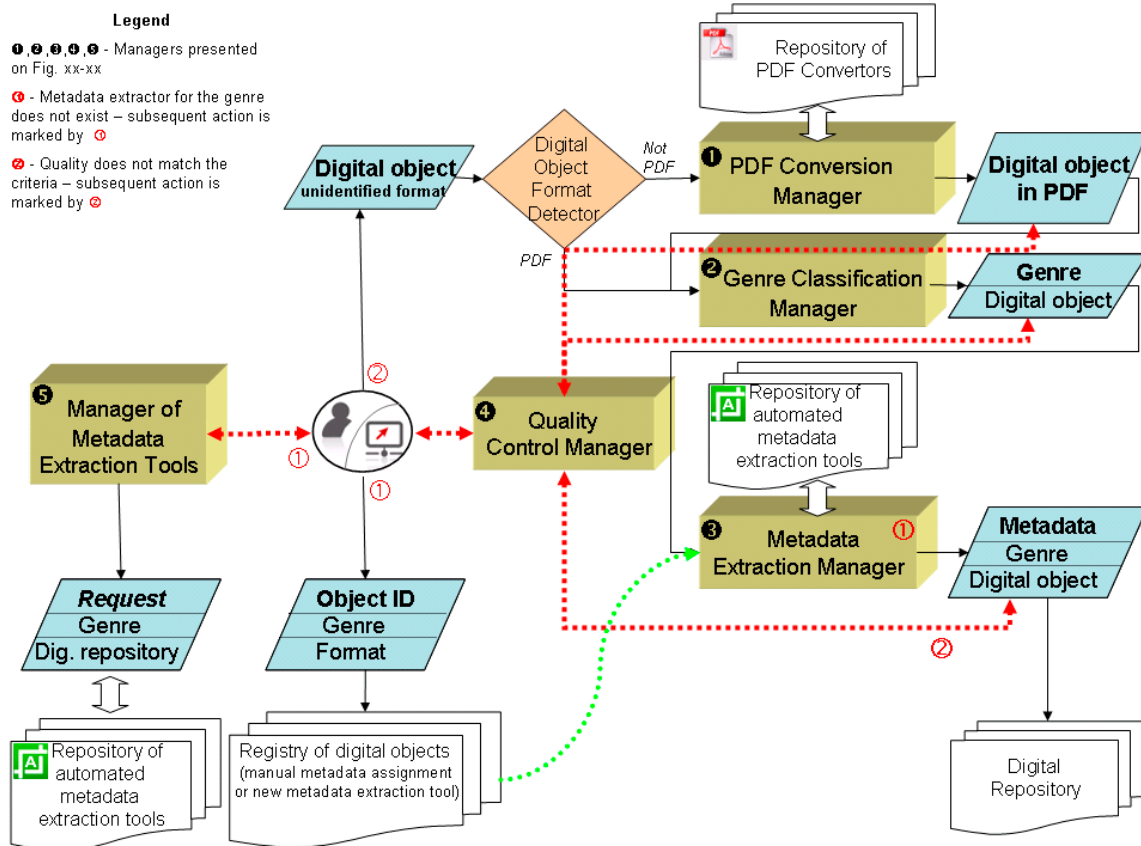 Legend
❶,❷,❸,❹,❺ - Managers presented
on Fig. xx-xx
① - Metadata extractor for the genre
does not exist – subsequent action is
marked by ①
② - Quality does not match the
criteria – subsequent action is
marked by ②
PDF
Repository of
PDF Convertors
Digital object
unidentified format
Digital
Object
Format
Detector
Not
PDF
PDF
❶
PDF Conversion
Manager
Digital object
in PDF
❷
Genre Classification
Manager
Genre
Digital object
②
❺
Manager of
Metadata
Extraction Tools
①
①
❹
Quality
Control Manager
Repository of
automated
metadata
extraction tools
❸
①
Metadata
Extraction Manager
Metadata
Genre
Digital object
②
Request
Genre
Dig. repository
Object ID
Genre
Format
Repository of
automated
metadata
extraction tools
Registry of digital objects
(manual metadata assignment
or new metadata extraction tool)
Digital
Repository